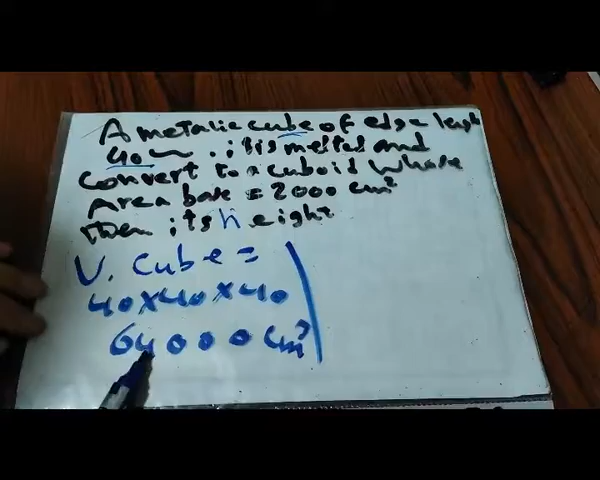 A metalic cube of edge length
40cm . it is melted and
convert to a cuboid whose
area base = 2000 cm²
then its height
V. cube =
40×40×40
64000 cm³